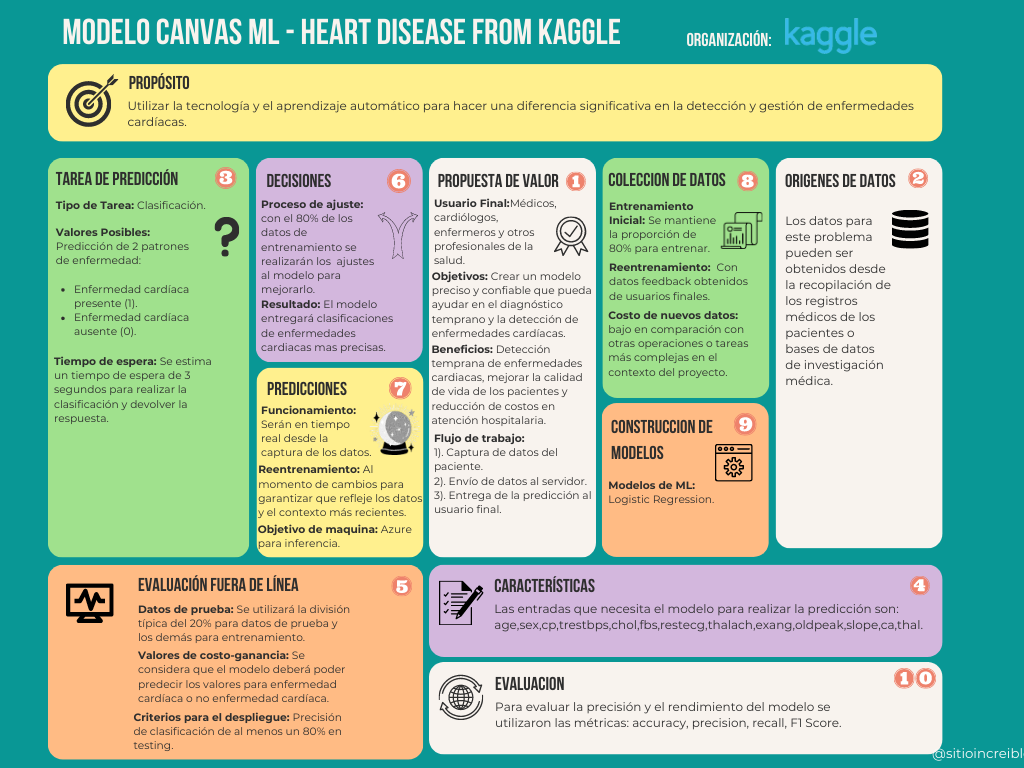 MODELO CANVAS ML - HEART DISEASE FROM KAGGLE
ORGANIZACIÓN: kaggle
PROPÓSITO
Utilizar la tecnología y el aprendizaje automático para hacer una diferencia significativa en la detección y gestión de enfermedades
cardíacas.
TAREA DE PREDICCIÓN 3
Tipo de Tarea: Clasificación.
Valores Posibles:
Predicción de 2 patrones
de enfermedad:
• Enfermedad cardíaca
presente (1).
• Enfermedad cardíaca
ausente (0).
Tiempo de espera: Se estima
un tiempo de espera de 3
segundos para realizar la
clasificación y devolver la
respuesta.
DECISIONES 6
Proceso de ajuste:
con el 80% de los
datos de
entrenamiento se
realizarán los ajustes
al modelo para
mejorarlo.
Resultado: El modelo
entregará clasificaciones
de enfermedades
cardiacas mas precisas.
PREDICCIONES 7
Funcionamiento:
Serán en tiempo
real desde la
captura de los datos.
Reentrenamiento: Al
momento de cambios para
garantizar que refleje los datos
y el contexto más recientes.
Objetivo de maquina: Azure
para inferencia.
PROPUESTA DE VALOR 1
Usuario Final:Médicos,
cardiólogos,
enfermeros y otros
profesionales de la
salud.
Objetivos: Crear un modelo
preciso y confiable que pueda
ayudar en el diagnóstico
temprano y la detección de
enfermedades cardíacas.
Beneficios: Detección
temprana de enfermedades
cardiacas, mejorar la calidad
de vida de los pacientes y
reducción de costos en
atención hospitalaria.
Flujo de trabajo:
1). Captura de datos del
paciente.
2). Envío de datos al servidor.
3). Entrega de la predicción al
usuario final.
COLECCION DE DATOS 8
Entrenamiento
Inicial: Se mantiene
la proporción de
80% para entrenar.
Reentrenamiento: Con
datos feedback obtenidos
de usuarios finales.
Costo de nuevos datos:
bajo en comparación con
otras operaciones o tareas
más complejas en el
contexto del proyecto.
CONSTRUCCION DE 9
MODELOS
Modelos de ML:
Logistic Regression.
ORIGENES DE DATOS 2
Los datos para
este problema
pueden ser
obtenidos desde
la recopilación de
los registros
médicos de los
pacientes o
bases de datos
de investigación
médica.
EVALUACIÓN FUERA DE LÍNEA 5
Datos de prueba: Se utilizará la división
típica del 20% para datos de prueba y
los demás para entrenamiento.
Valores de costo-ganancia: Se
considera que el modelo deberá poder
predecir los valores para enfermedad
cardíaca o no enfermedad cardíaca.
Criterios para el despliegue: Precisión
de clasificación de al menos un 80% en
testing.
CARACTERÍSTICAS 4
Las entradas que necesita el modelo para realizar la predicción son:
age,sex,cp,trestbps,chol,fbs,restecg,thalach,exang,oldpeak,slope,ca,thal.
EVALUACION 10
Para evaluar la precisión y el rendimiento del modelo se
utilizaron las métricas: accuracy, precision, recall, F1 Score.
@sitioincreibl